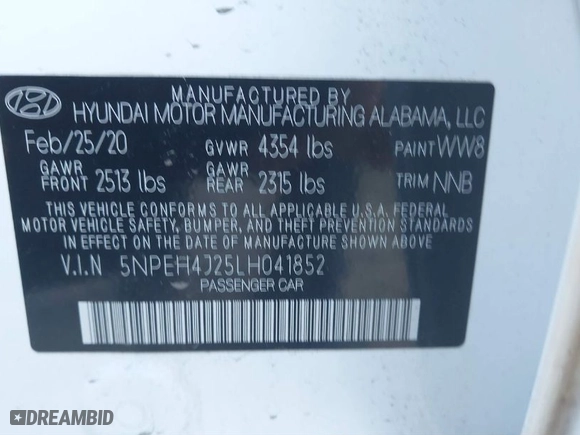 MANUFACTURED BY
HYUNDAI MOTOR MANUFACTURING ALABAMA, LLC
Feb/25/20 GVWR 4354 lbs PAINT WW8
GAWR FRONT 2513 lbs GAWR REAR 2315 lbs TRIM NNB
THIS VEHICLE CONFORMS TO ALL APPLICABLE U.S.A. FEDERAL
MOTOR VEHICLE SAFETY, BUMPER, AND THEFT PREVENTION STANDARDS
IN EFFECT ON THE DATE OF MANUFACTURE SHOWN ABOVE.
V.I.N 5NPEH4J25LH041852
PASSENGER CAR
DREAMBID